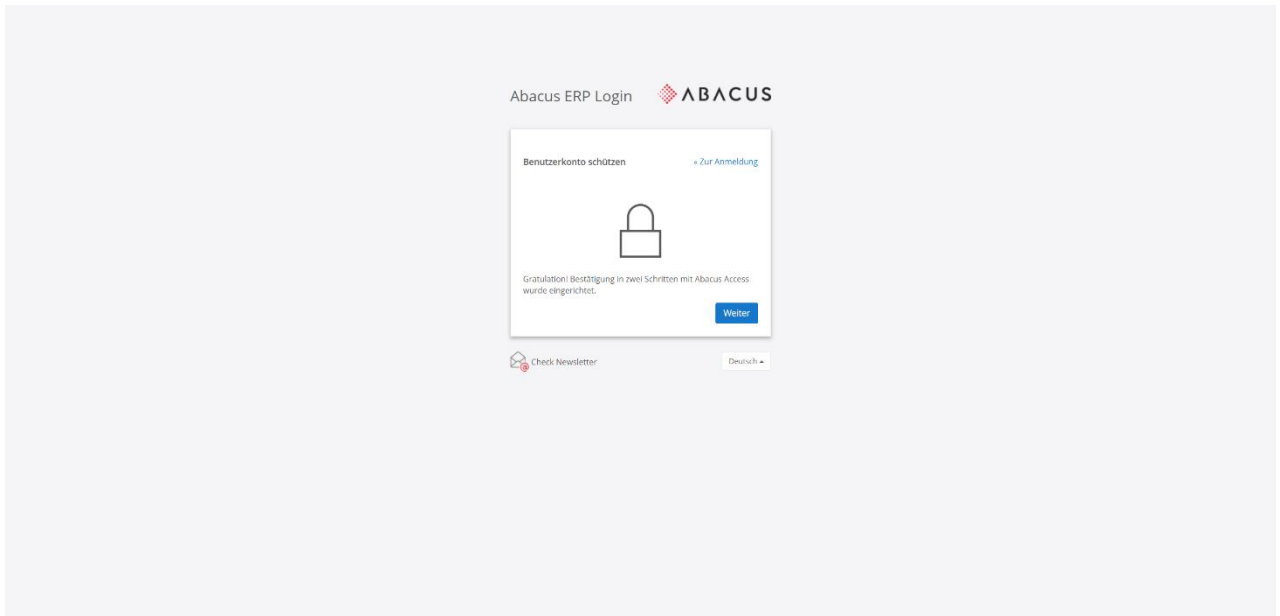 Abacus ERP Login
ABACUS
Benutzerkonto schützen
« Zur Anmeldung
Gratulation! Bestätigung in zwei Schritten mit Abacus Access
wurde eingerichtet.
Weiter
Check Newsletter
Deutsch